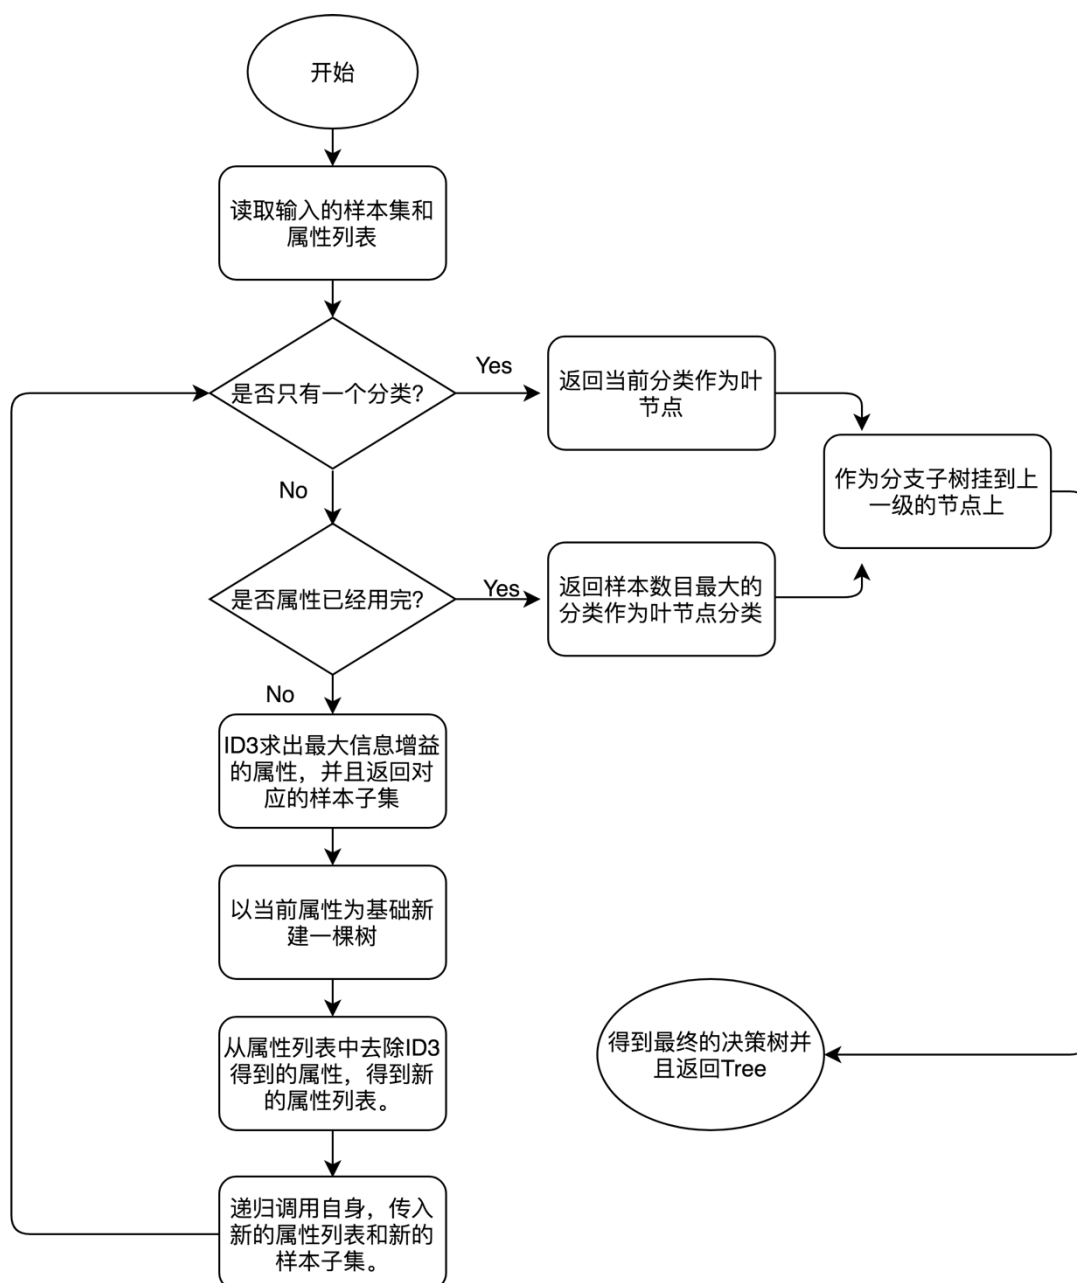 开始
读取输入的样本集和
属性列表
是否只有一个分类?
Yes
返回当前分类作为叶
节点
作为分支子树挂到上
一级的节点上
No
是否属性已经用完?
Yes
返回样本数目最大的
分类作为叶节点分类
No
ID3求出最大信息增益
的属性，并且返回对
应的样本子集
以当前属性为基础新
建一棵树
从属性列表中去除ID3
得到的属性，得到新
的属性列表。
得到最终的决策树并
且返回Tree
递归调用自身，传入
新的属性列表和新的
样本子集。